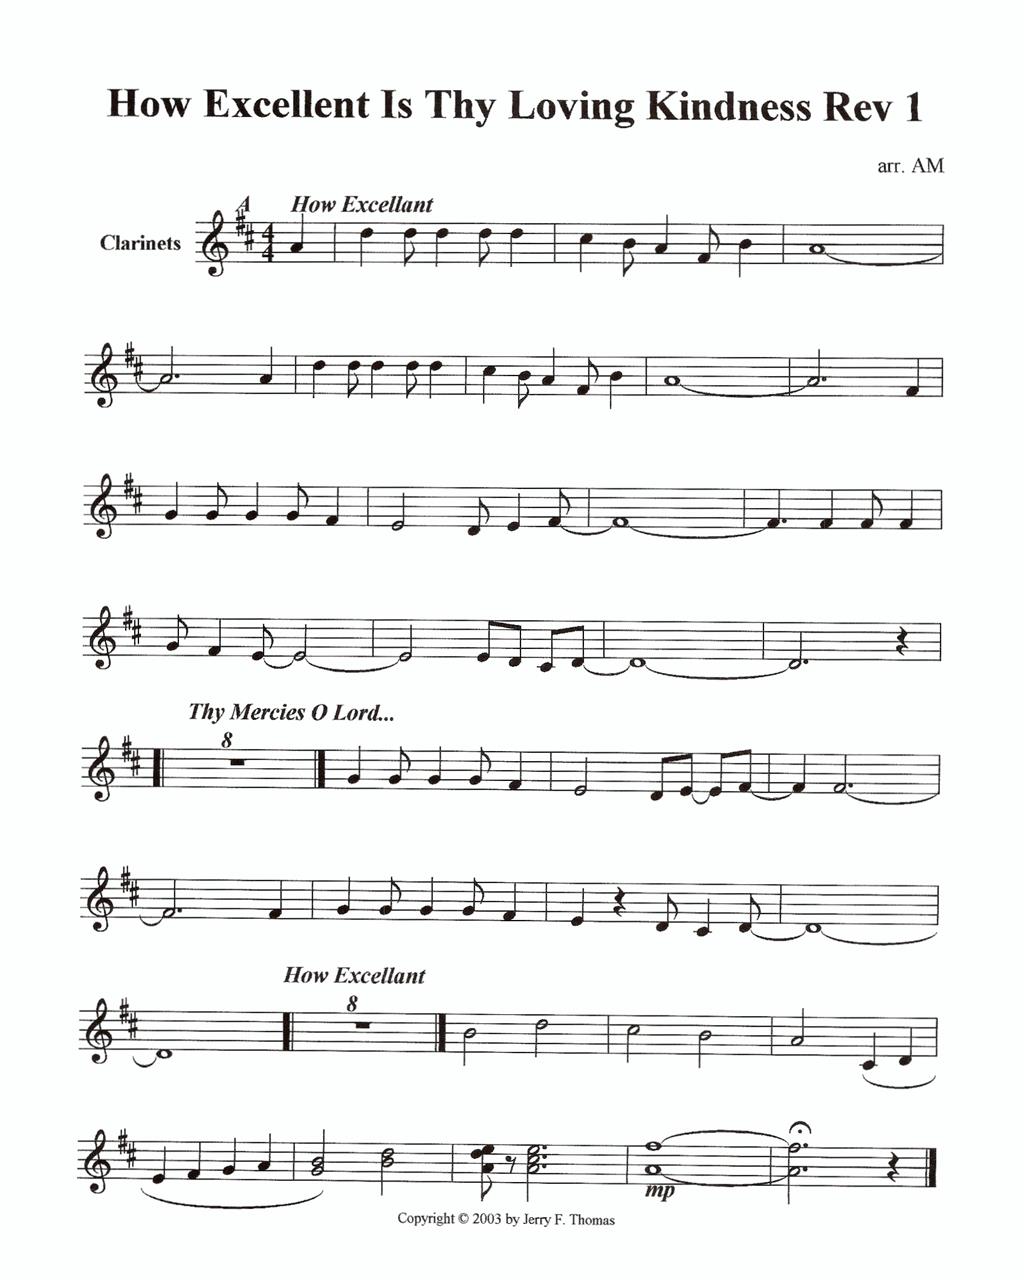 How Excellent Is Thy Loving Kindness Rev 1
arr. AM
A How Excellant
Clarinets
4
4
Thy Mercies O Lord...
8
How Excellant
8
mp
Copyright © 2003 by Jerry F. Thomas